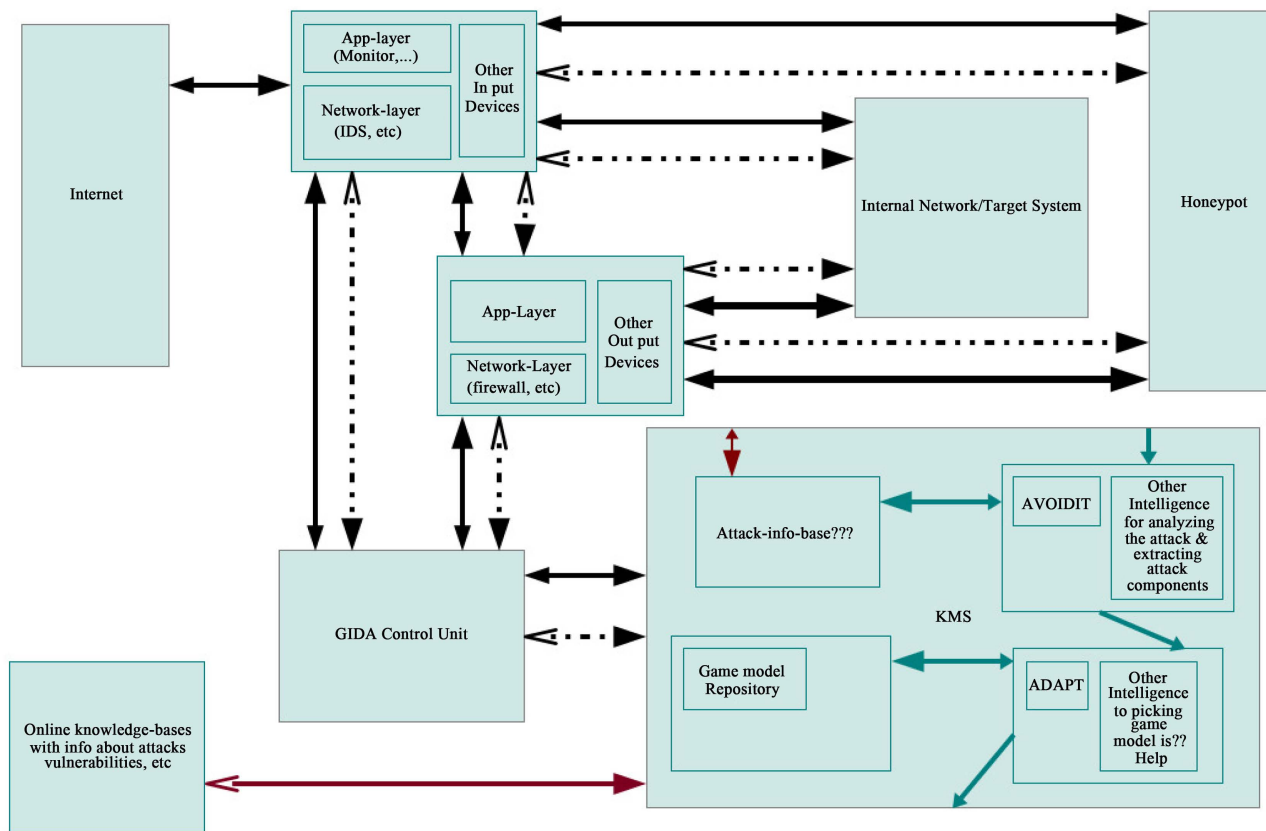 App-layer
(Monitor,...)
Network-layer
(IDS, etc)
Other
In put
Devices
Internet
Internal Network/Target System
Honeypot
App-Layer
Network-Layer
(firewall, etc)
Other
Out put
Devices
Attack-info-base???
AVOIDIT
Other
Intelligence
for analyzing
the attack &
extracting
attack
components
KMS
GIDA Control Unit
Game model
Repository
ADAPT
Other
Intelligence
to picking
game
model is??
Help
Online knowledge-bases
with info about attacks
vulnerabilities, etc